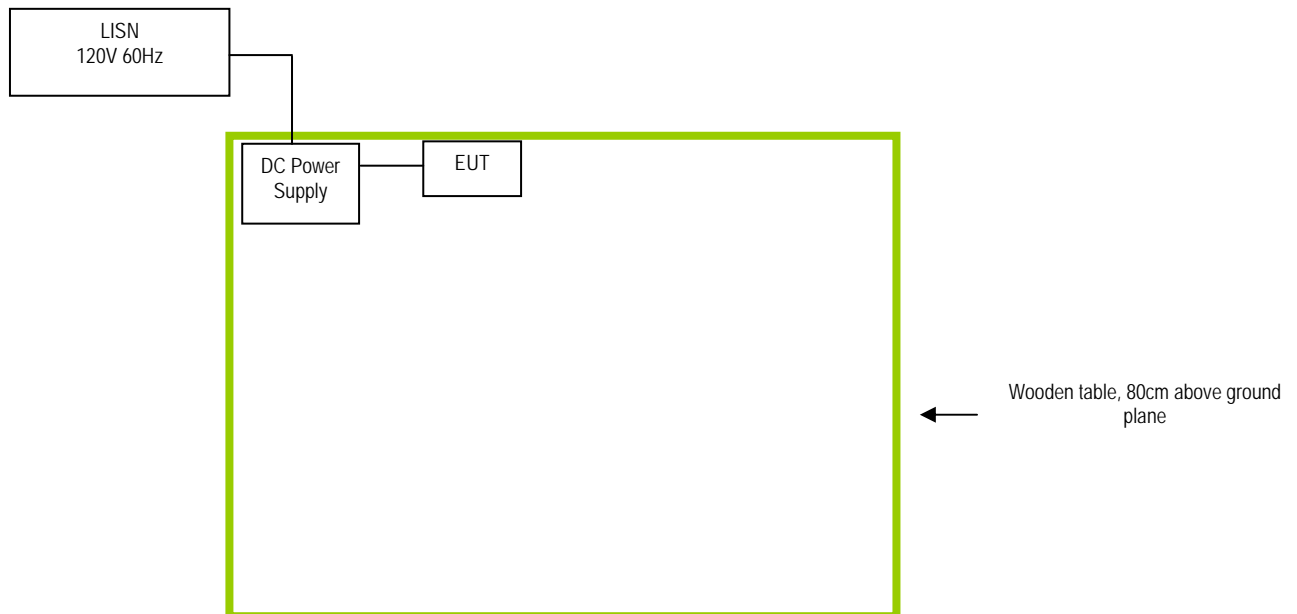 LISN
120V 60Hz
DC Power
Supply
EUT
Wooden table, 80cm above ground
plane